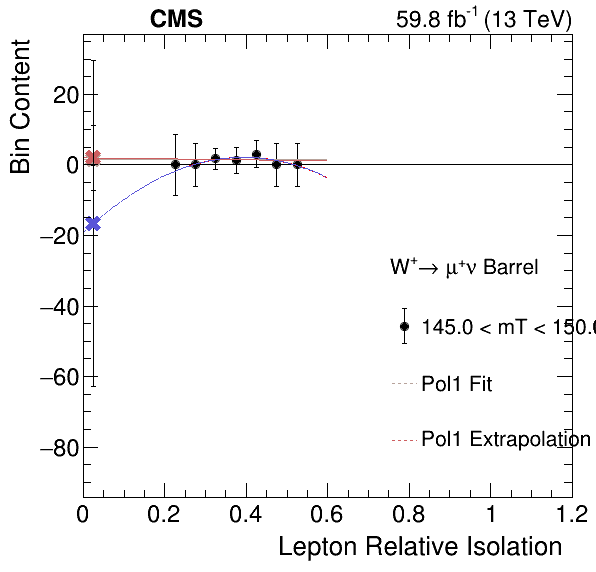 CMS 59.8 fb⁻¹ (13 TeV)
Bin Content
20
0
−20
−40
−60
−80
W⁺→ μ⁺ν Barrel
145.0 < mT < 150.0
Pol1 Fit
Pol1 Extrapolation
0 0.2 0.4 0.6 0.8 1 1.2
Lepton Relative Isolation